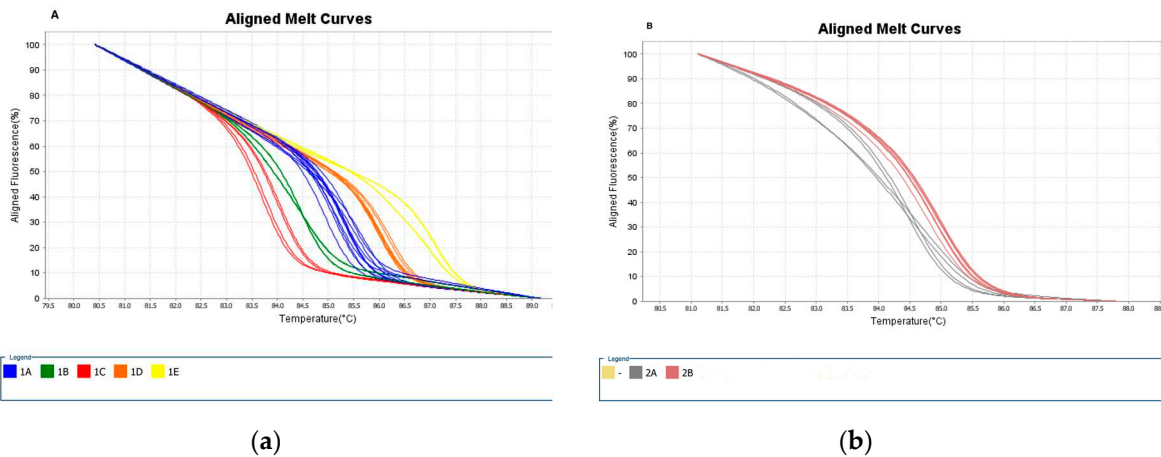 A
Aligned Melt Curves
Aligned Fluorescence(%)
100
90
80
70
60
50
40
30
20
10
0
79.5 80.5 81.0 81.5 82.0 82.5 83.0 83.5 84.0 84.5 85.0 85.5 86.0 86.5 87.0 87.5 88.0 88.5 89.0
Temperature(°C)
Legend
1A 1B 1C 1D 1E
(a)
B
Aligned Melt Curves
Aligned Fluorescence(%)
100
90
80
70
60
50
40
30
20
10
0
80.5 81.0 81.5 82.0 82.5 83.0 83.5 84.0 84.5 85.0 85.5 86.0 86.5 87.0 87.5 88.0
Temperature(°C)
Legend
- 2A 2B
(b)